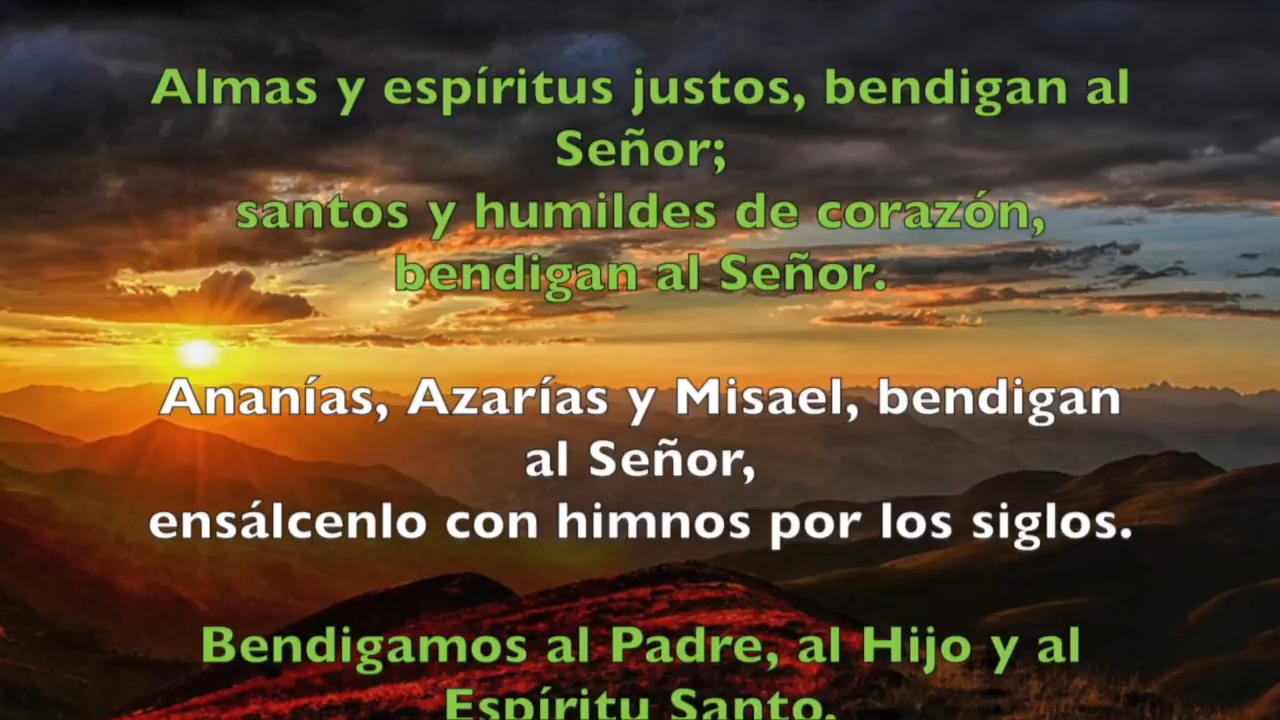 Almas y espíritus justos, bendigan al
Señor;
santos y humildes de corazón,
bendigan al Señor.
Ananías, Azarías y Misael, bendigan
al Señor,
ensálcenlo con himnos por los siglos.
Bendigamos al Padre, al Hijo y al
Espíritu Santo,